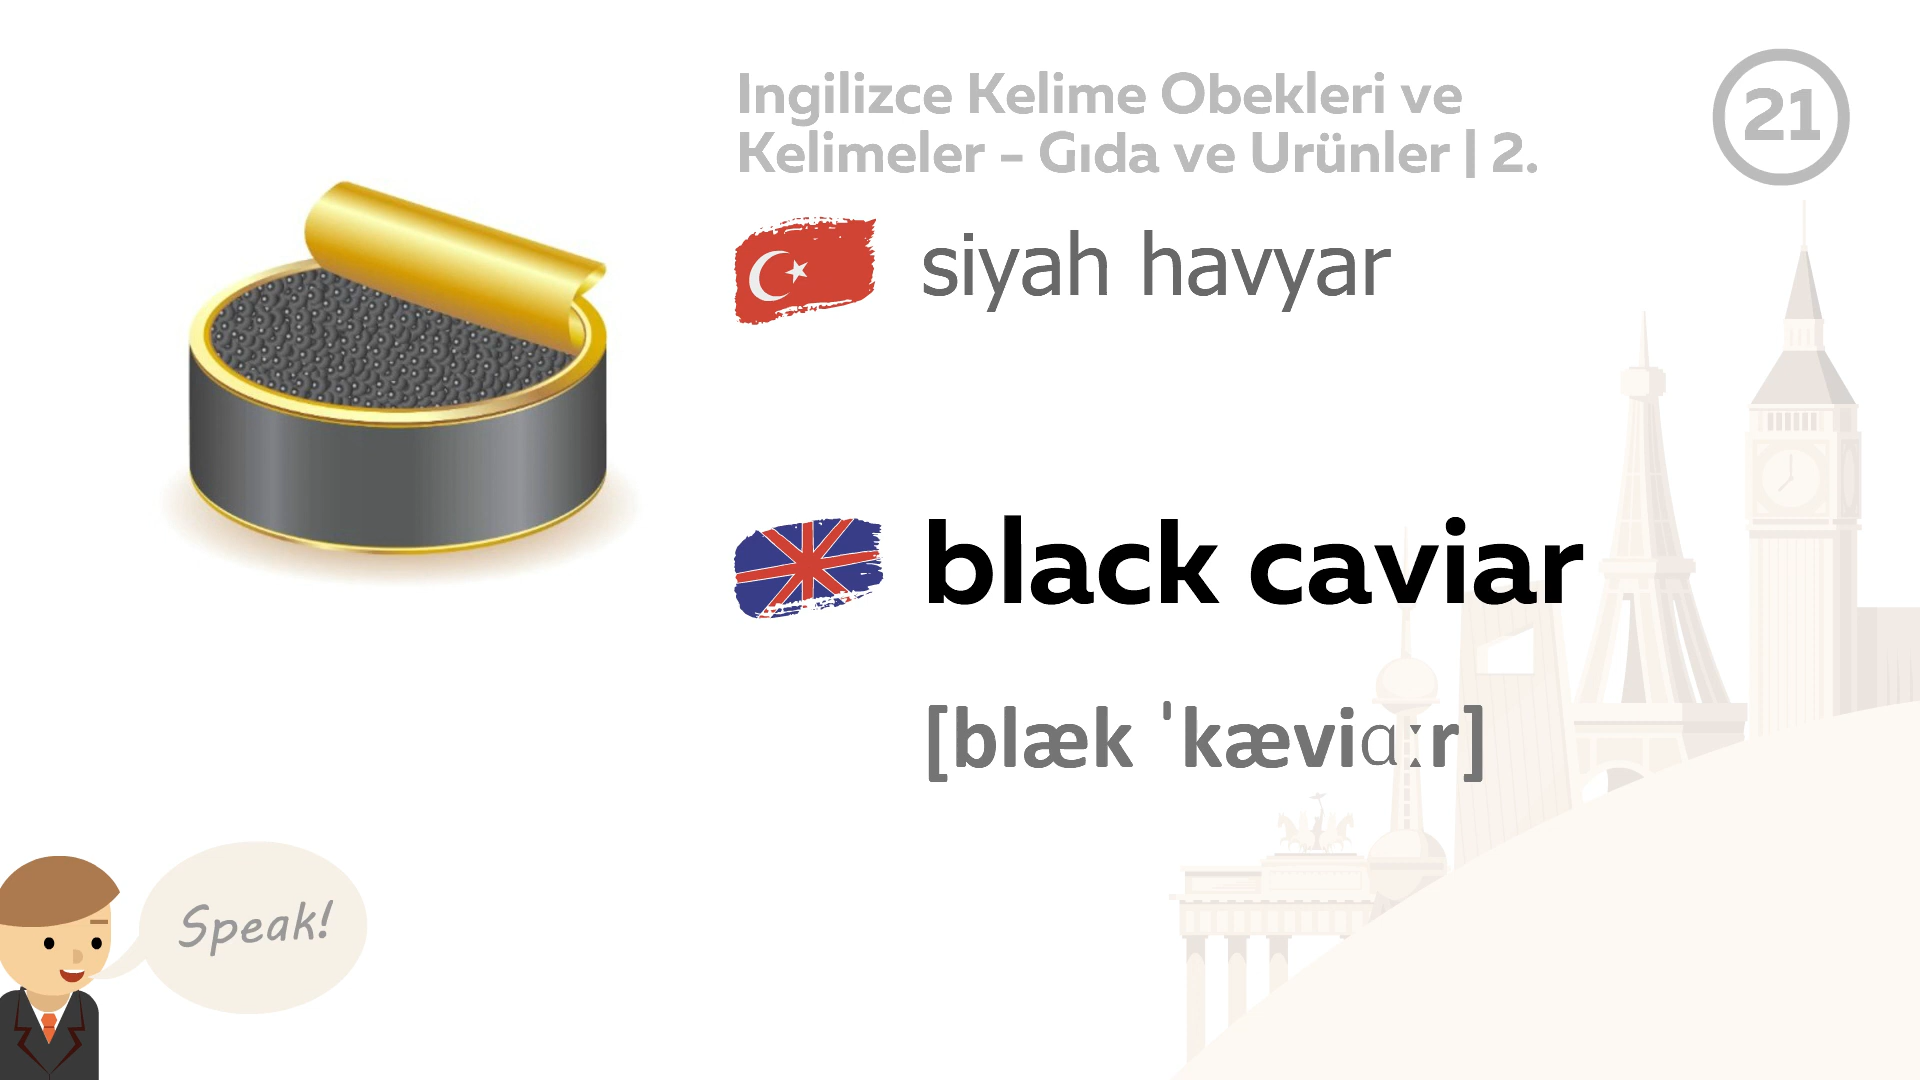 Ingilizce Kelime Obekleri ve
Kelimeler - Gıda ve Urünler | 2.
21
siyah havyar
black caviar
[blæk ˈkæviɑːr]
Speak!